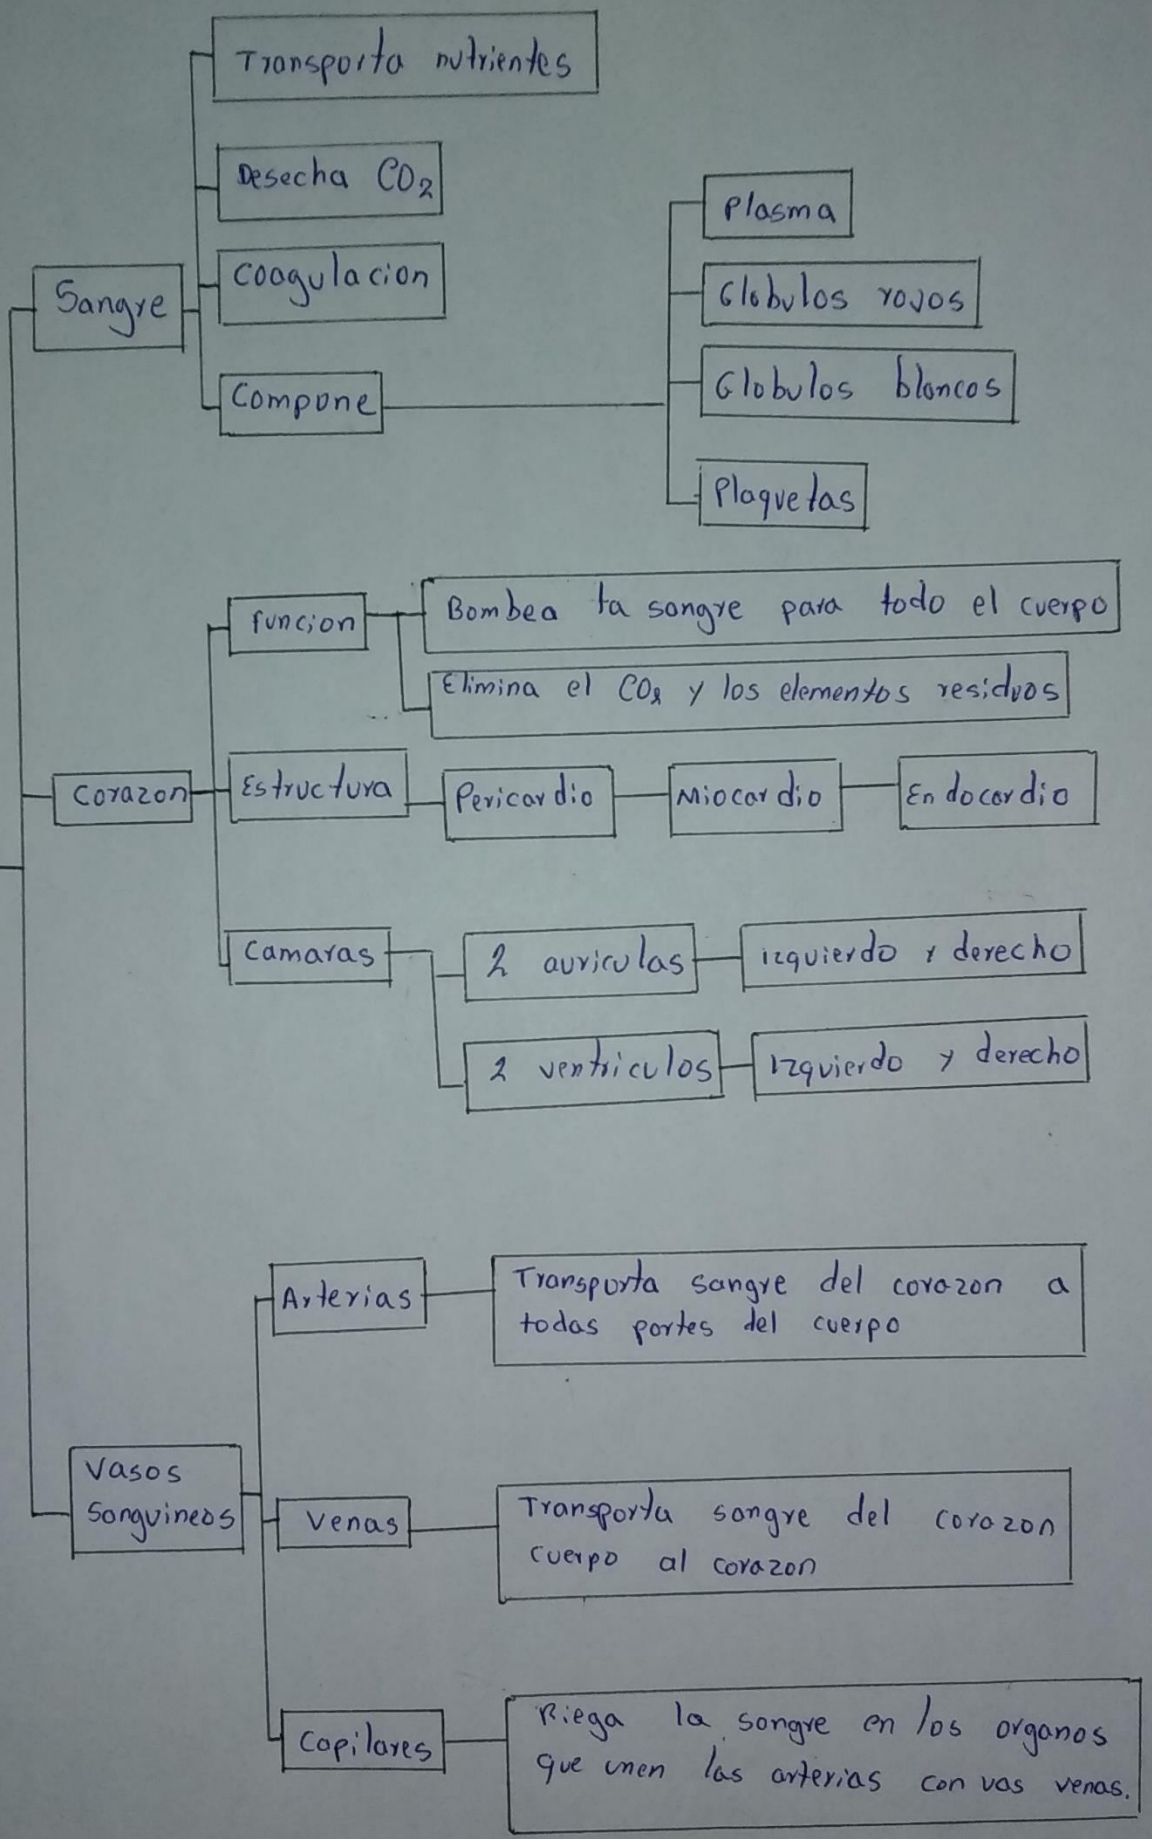 Transporta nutrientes
Desecha CO2
Coagulacion
Compone
Sangre
Plasma
Globulos rojos
Globulos blancos
Plaquetas
funcion
Bombea la sangre para todo el cuerpo
Elimina el CO2 y los elementos residuos
Corazon
Estructura
Pericardio
Miocardio
Endocardio
Camaras
2 auriculas
izquierdo y derecho
2 ventriculos
izquierdo y derecho
Arterias
Transporta sangre del corazon a
todas partes del cuerpo
Vasos
Sanguineos
Venas
Transporta sangre del corazon
cuerpo al corazon
Capilares
Riega la sangre en los organos
que unen las arterias con vas venas.